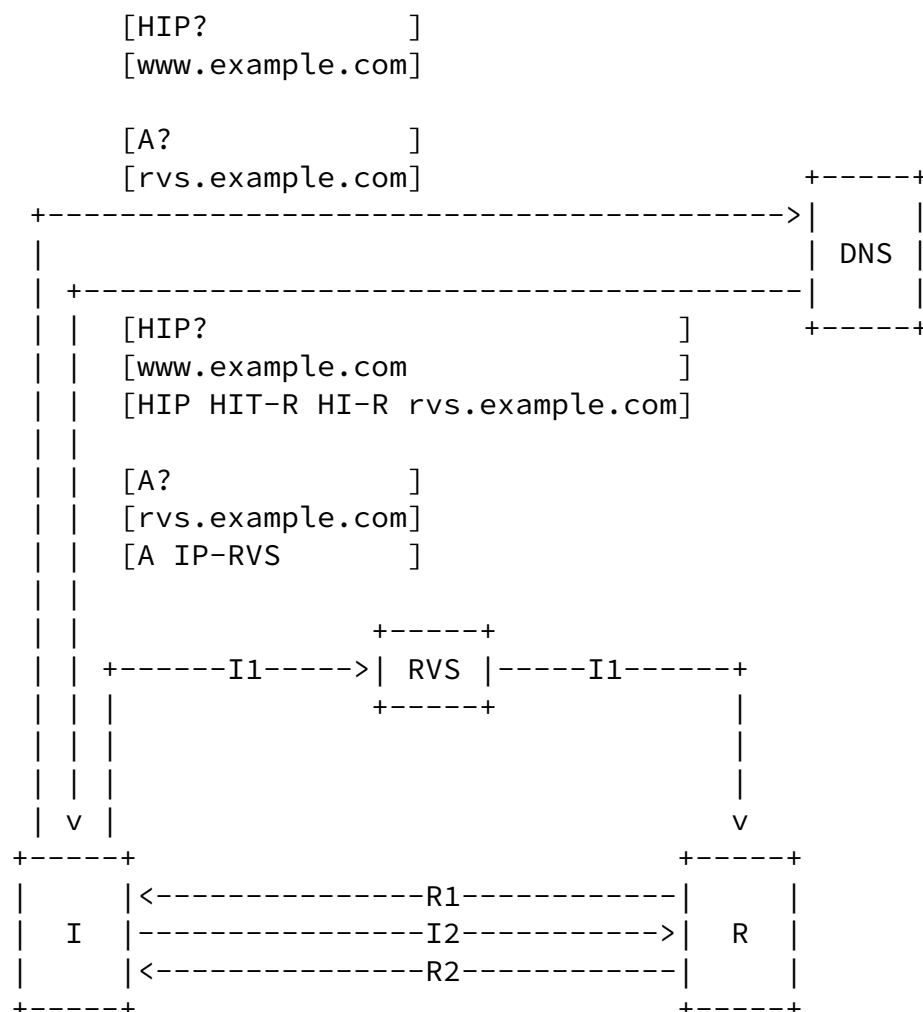 [HIP? ]
[www.example.com]
[A? ]
[rvs.example.com]
DNS
[HIP? ]
[www.example.com ]
[HIP HIT-R HI-R rvs.example.com]
[A? ]
[rvs.example.com]
[A IP-RVS ]
I1 RVS I1
R1
I I2 R
R2